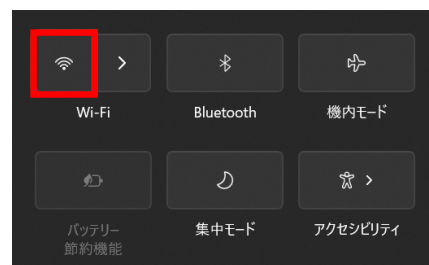 Wi-Fi
Bluetooth
機内モード
バッテリー
節約機能
集中モード
アクセシビリティ